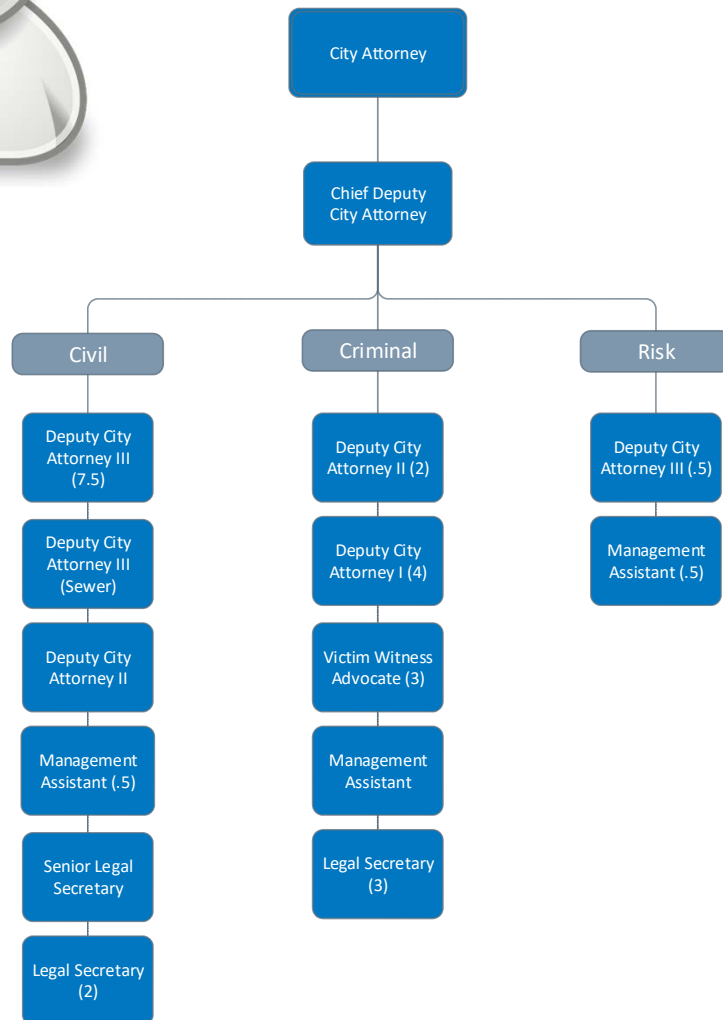 City Attorney
Chief Deputy
City Attorney
Civil
Criminal
Risk
Deputy City
Attorney III
(7.5)
Deputy City
Attorney III
(Sewer)
Deputy City
Attorney II
Management
Assistant (.5)
Senior Legal
Secretary
Legal Secretary
(2)
Deputy City
Attorney II (2)
Deputy City
Attorney I (4)
Victim Witness
Advocate (3)
Management
Assistant
Legal Secretary
(3)
Deputy City
Attorney III (.5)
Management
Assistant (.5)